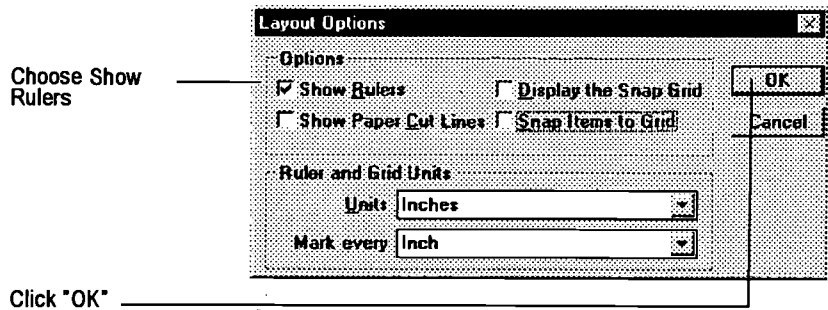 Layout Options
Options
Choose Show
Rulers
Show Rulers
Display the Snap Grid
OK
Show Paper Cut Lines
Snap Items to Grid
Cancel
Ruler and Grid Units
Units Inches
Mark every Inch
Click "OK"